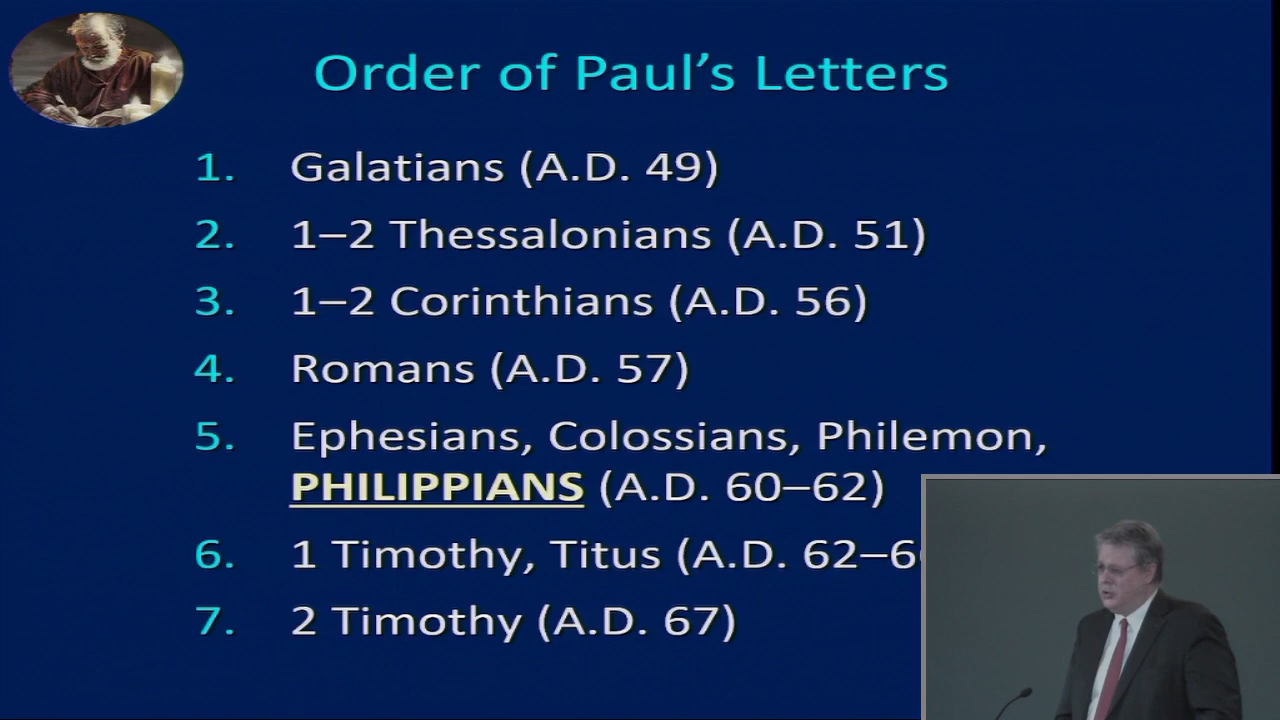 Order of Paul’s Letters
1. Galatians (A.D. 49)
2. 1–2 Thessalonians (A.D. 51)
3. 1–2 Corinthians (A.D. 56)
4. Romans (A.D. 57)
5. Ephesians, Colossians, Philemon,
PHILIPPIANS (A.D. 60–62)
6. 1 Timothy, Titus (A.D.
7. 2 Timothy (A.D. 67)